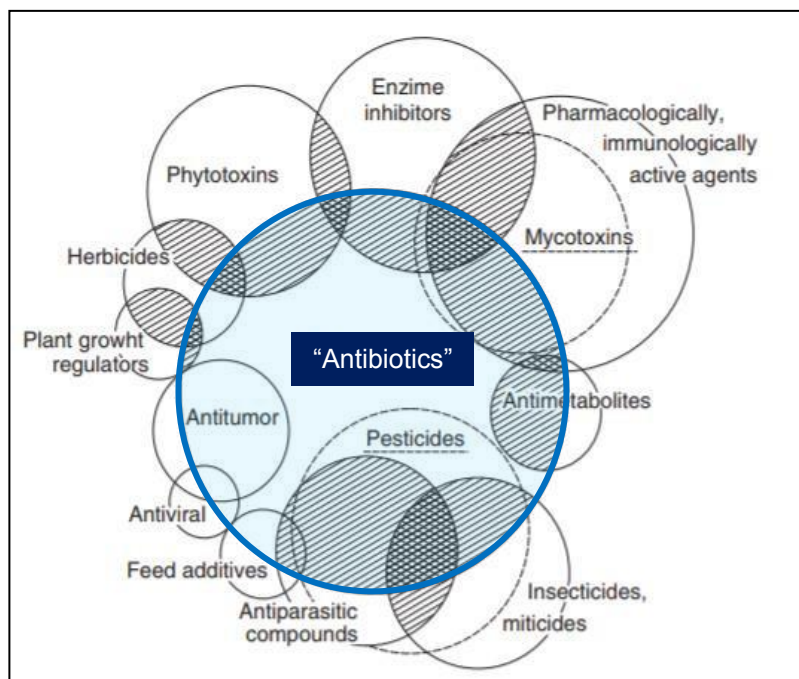 Enzime
inhibitors
Pharmacologically,
immunologically
active agents
Phytotoxins
Mycotoxins
Herbicides
Plant growht
regulators
“Antibiotics”
Antimetabolites
Antitumor
Pesticides
Antiviral
Feed additives
Antiparasitic
compounds
Insecticides,
miticides